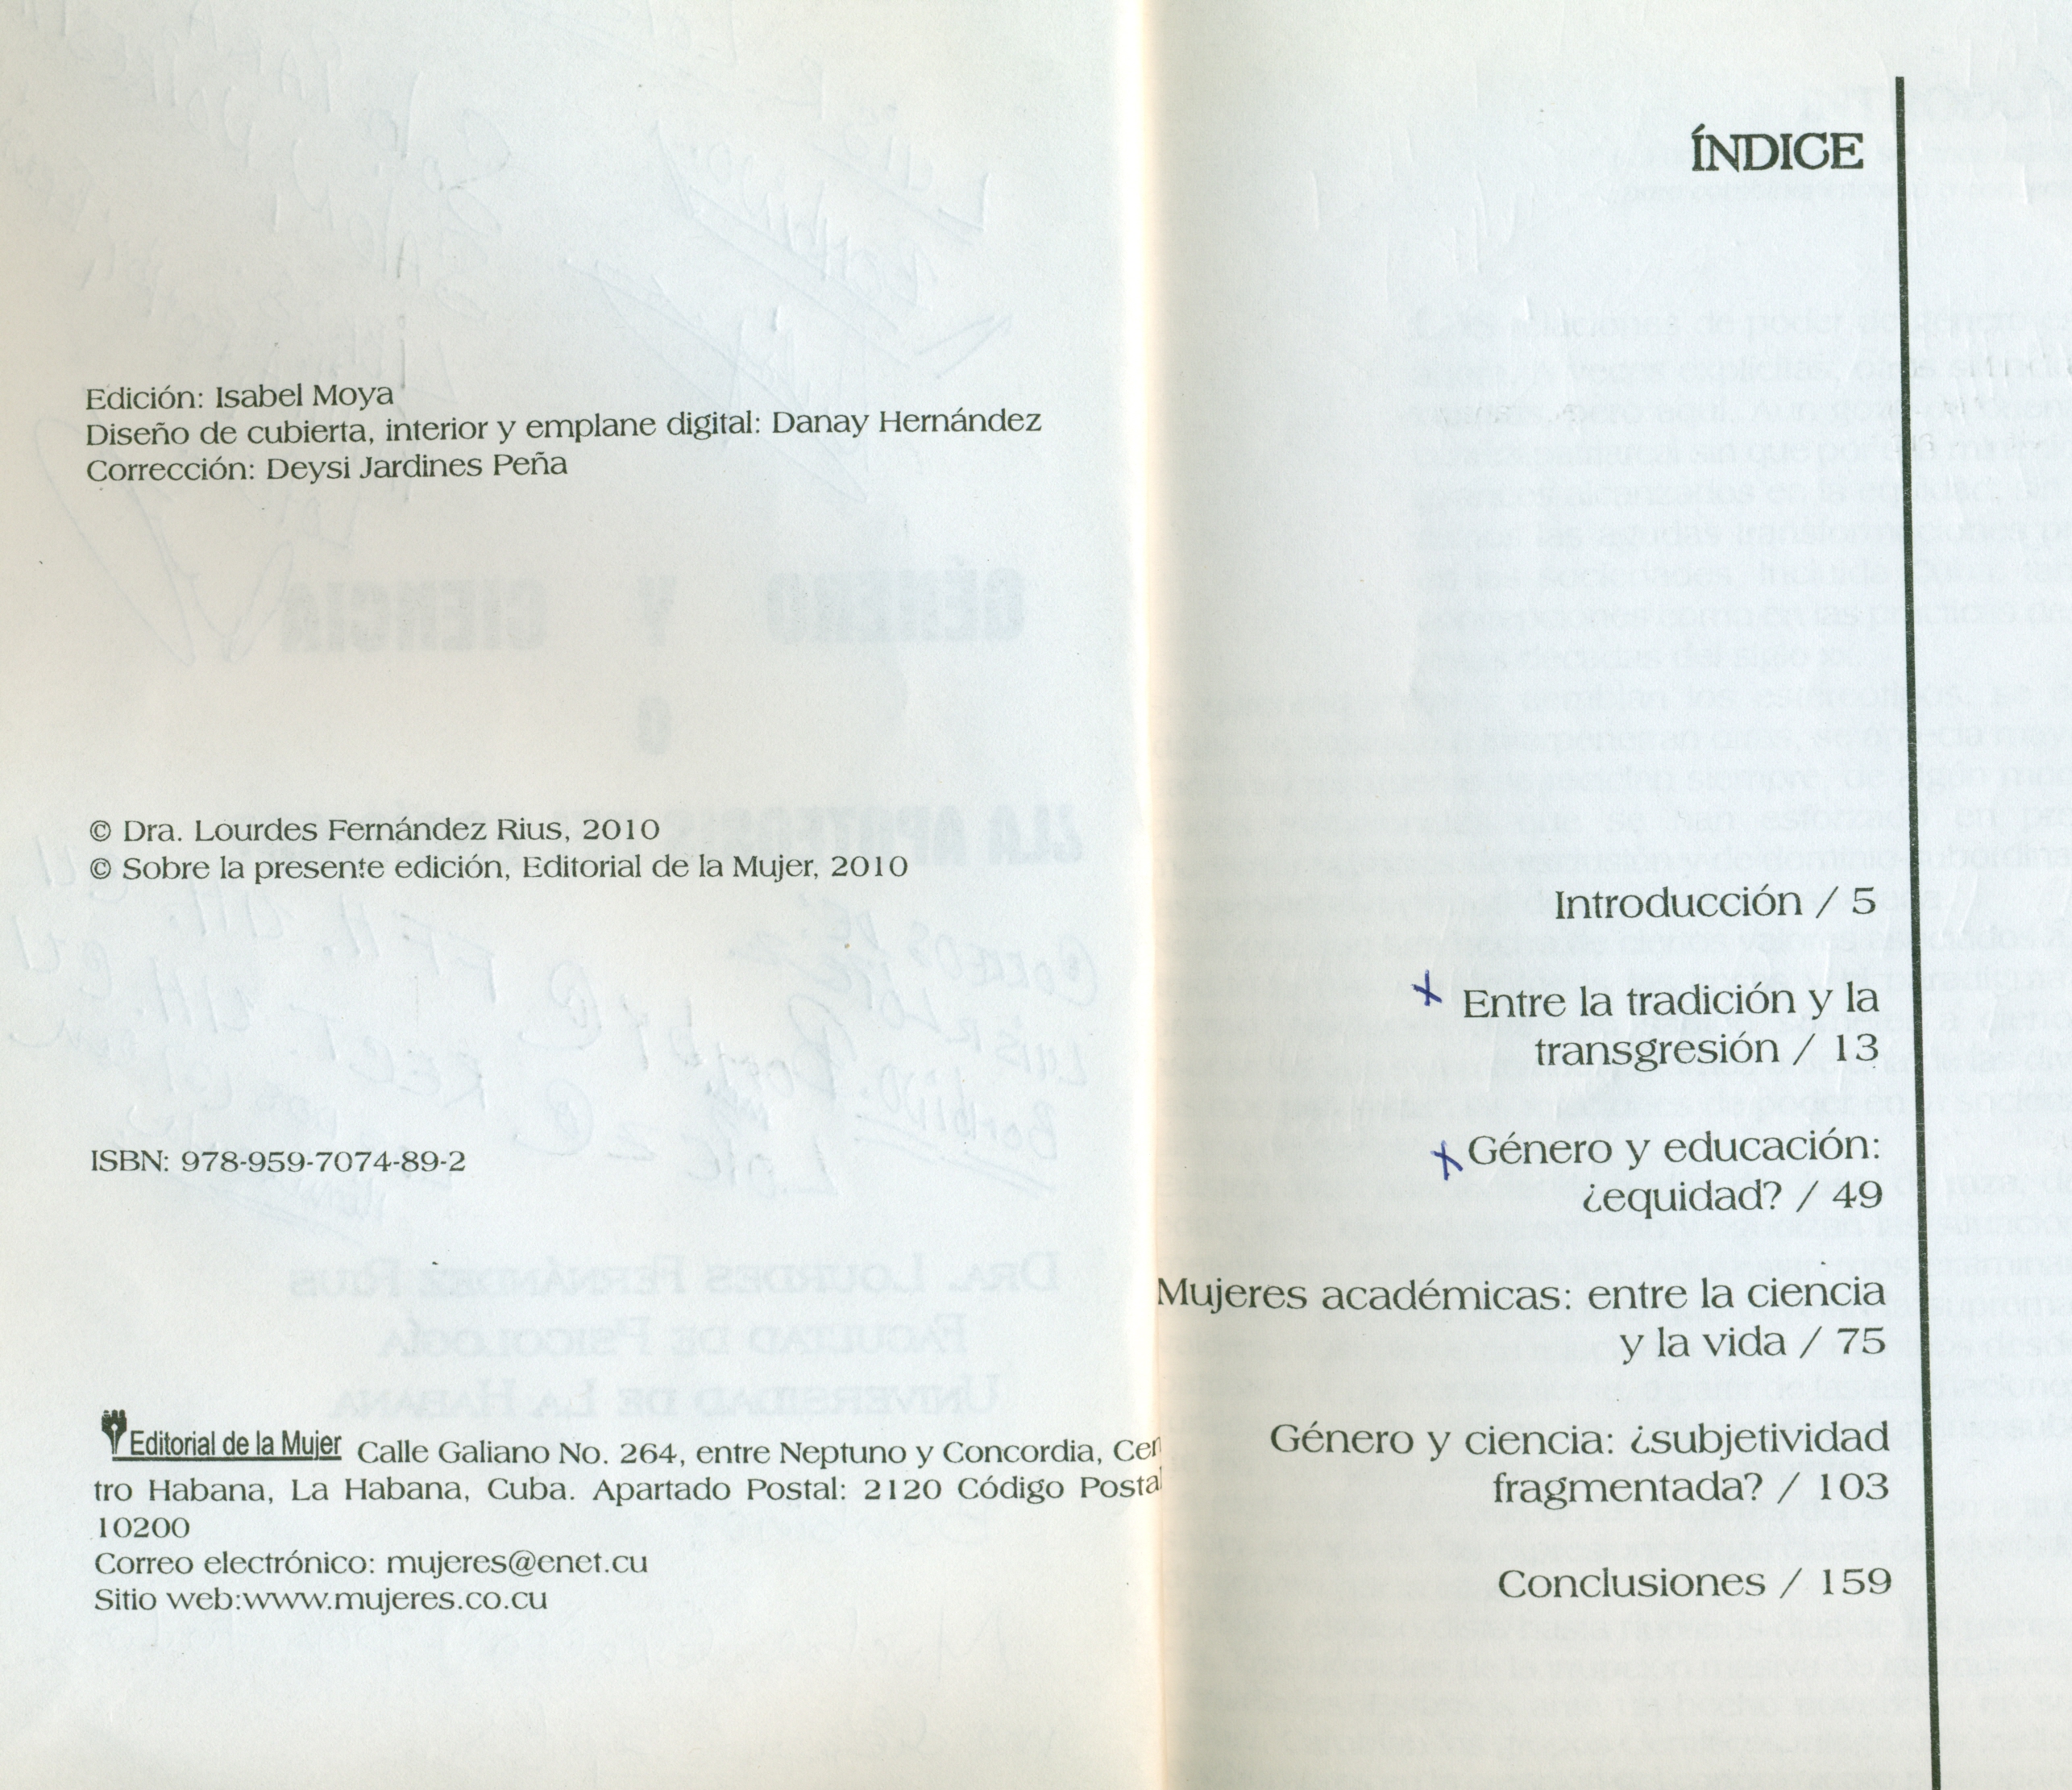 Edición: Isabel Moya
Diseño de cubierta, interior y emplane digital: Danay Hernández
Corrección: Deysi Jardines Peña
© Dra. Lourdes Fernández Rius, 2010
© Sobre la presente edición, Editorial de la Mujer, 2010
ISBN: 978-959-7074-89-2
Editorial de la Mujer Calle Galiano No. 264, entre Neptuno y Concordia, Cen
tro Habana, La Habana, Cuba. Apartado Postal: 2120 Código Postal
10200
Correo electrónico: mujeres@enet.cu
Sitio web:www.mujeres.co.cu
ÍNDICE
Introducción / 5
x Entre la tradición y la
transgresión / 13
x Género y educación:
¿equidad? / 49
Mujeres académicas: entre la ciencia
y la vida / 75
Género y ciencia: ¿subjetividad
fragmentada? / 103
Conclusiones / 159